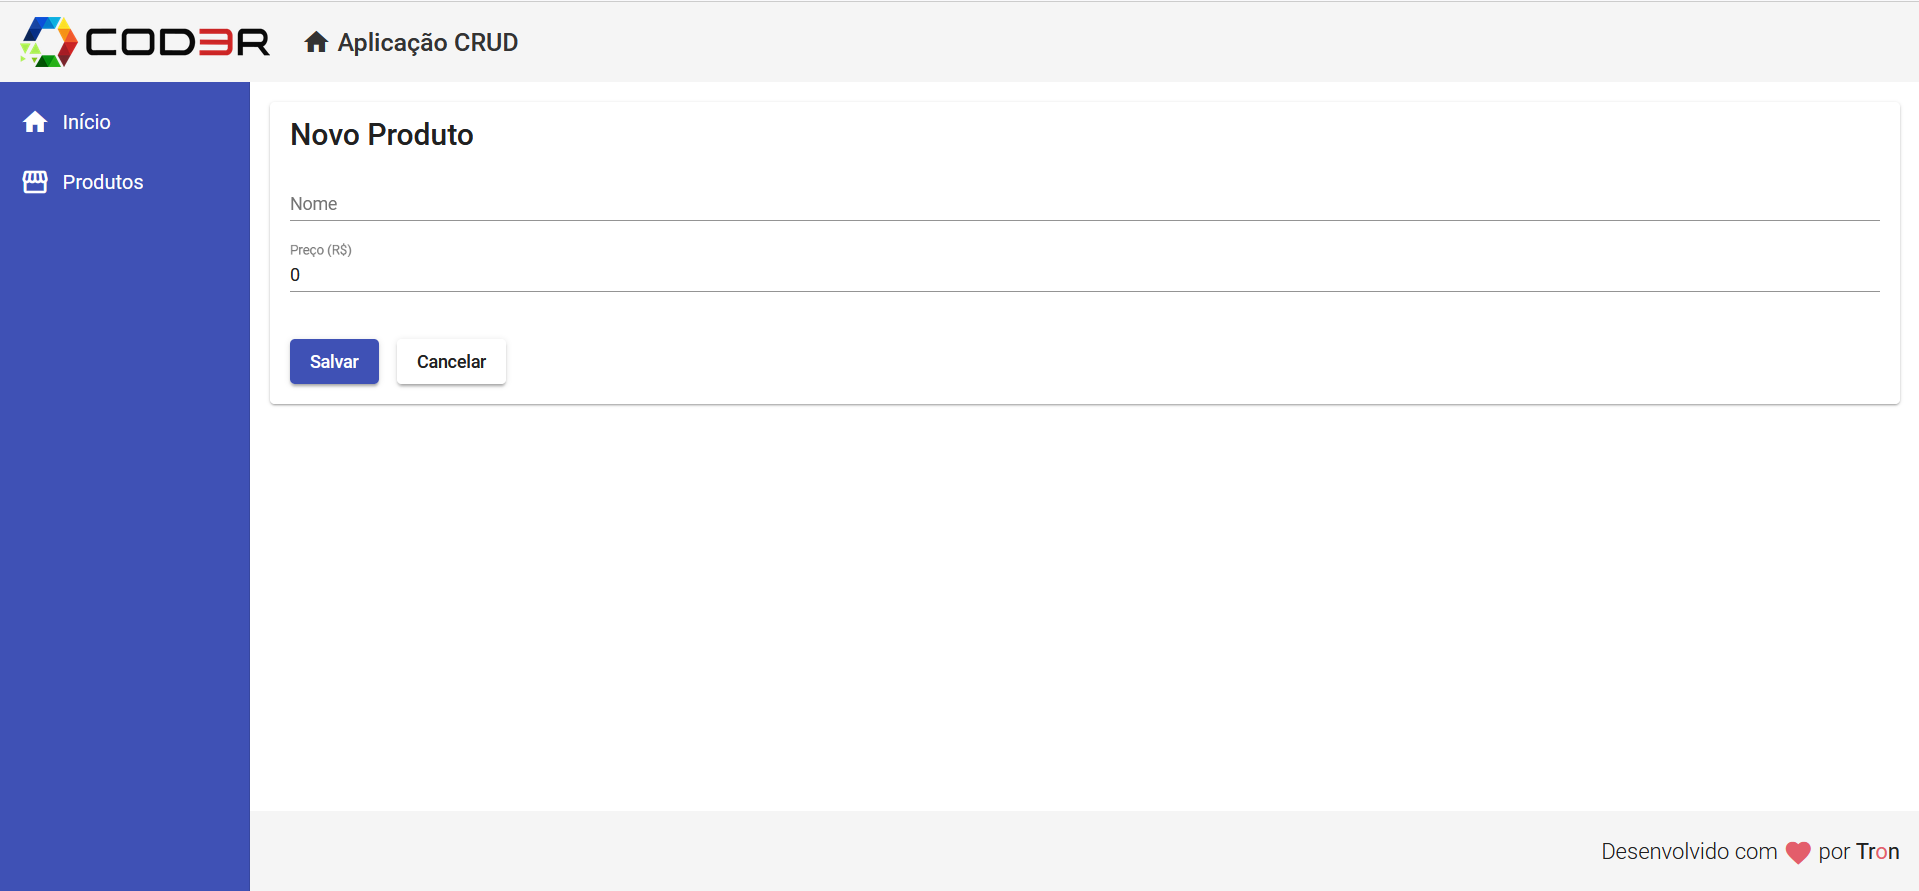 COD3R
Aplicação CRUD
Início
Produtos
Novo Produto
Nome
Preço (R$)
0
Salvar
Cancelar
Desenvolvido com por Tron